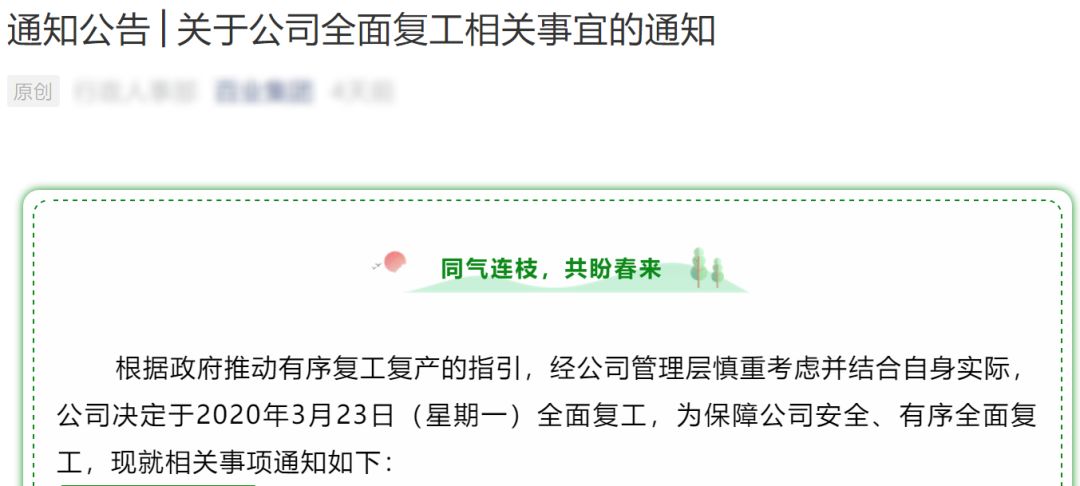 通知公告 | 关于公司全面复工相关事宜的通知
原创
同气连枝，共盼春来
根据政府推动有序复工复产的指引，经公司管理层慎重考虑并结合自身实际，
公司决定于2020年3月23日（星期一）全面复工，为保障公司安全、有序全面复
工，现就相关事项通知如下：